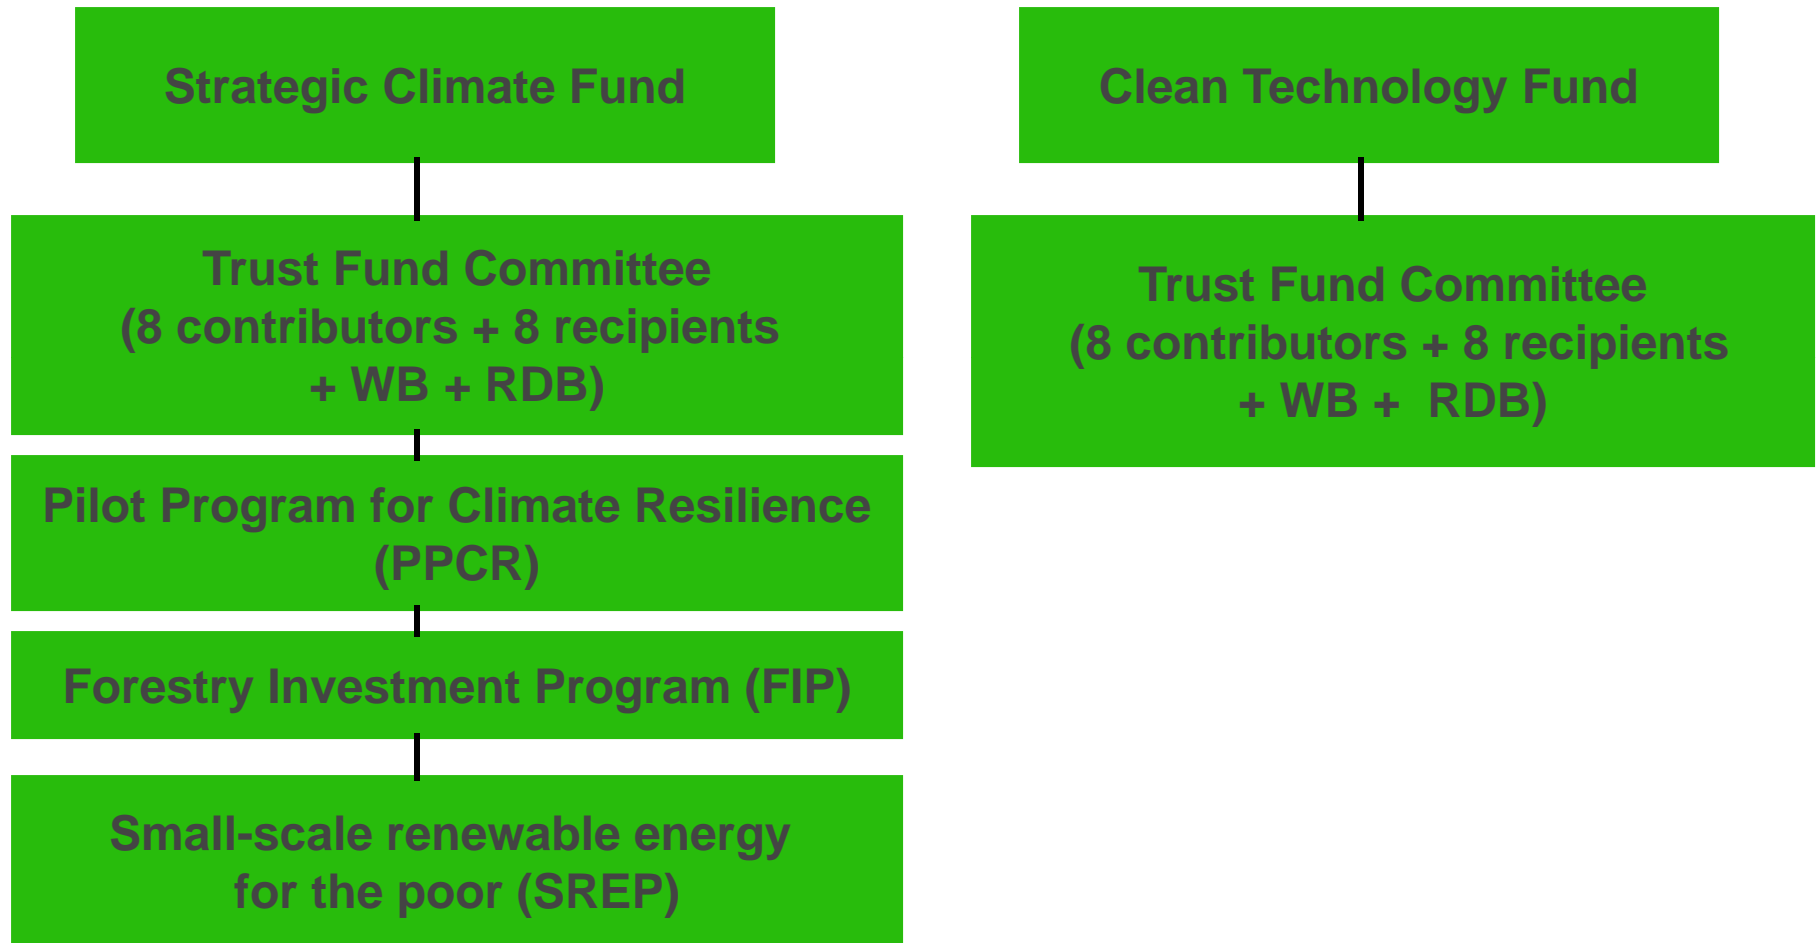 Strategic Climate Fund
Trust Fund Committee
(8 contributors + 8 recipients
+ WB + RDB)
Pilot Program for Climate Resilience
(PPCR)
Forestry Investment Program (FIP)
Small-scale renewable energy
for the poor (SREP)
Clean Technology Fund
Trust Fund Committee
(8 contributors + 8 recipients
+ WB +  RDB)